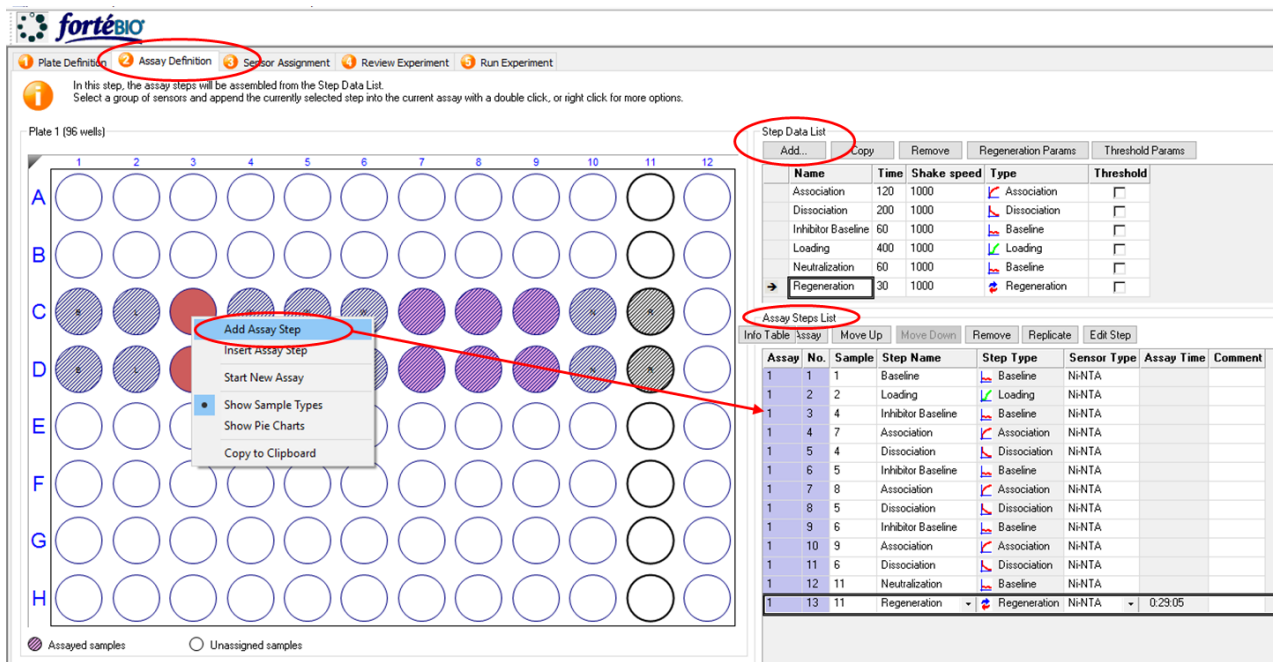 fortéBIO
1 Plate Definition 2 Assay Definition 3 Sensor Assignment 4 Review Experiment 5 Run Experiment
In this step, the assay steps will be assembled from the Step Data List.
Select a group of sensors and append the currently selected step into the current assay with a double click, or right click for more options.
Plate 1 (96 wells)
1 2 3 4 5 6 7 8 9 10 11 12
A
B
C B L N R
D B L N R
E
F
G
H
Add Assay Step
Insert Assay Step
Start New Assay
Show Sample Types
Show Pie Charts
Copy to Clipboard
Assayed samples Unassigned samples
Step Data List
Add... Copy Remove Regeneration Params Threshold Params
Name Time Shake speed Type Threshold
Association 120 1000 Association
Dissociation 200 1000 Dissociation
Inhibitor Baseline 60 1000 Baseline
Loading 400 1000 Loading
Neutralization 60 1000 Baseline
Regeneration 30 1000 Regeneration
Assay Steps List
Info Table Assay Move Up Move Down Remove Replicate Edit Step
Assay No. Sample Step Name Step Type Sensor Type Assay Time Comment
1 1 1 Baseline Baseline Ni-NTA
1 2 2 Loading Loading Ni-NTA
1 3 4 Inhibitor Baseline Baseline Ni-NTA
1 4 7 Association Association Ni-NTA
1 5 4 Dissociation Dissociation Ni-NTA
1 6 5 Inhibitor Baseline Baseline Ni-NTA
1 7 8 Association Association Ni-NTA
1 8 5 Dissociation Dissociation Ni-NTA
1 9 6 Inhibitor Baseline Baseline Ni-NTA
1 10 9 Association Association Ni-NTA
1 11 6 Dissociation Dissociation Ni-NTA
1 12 11 Neutralization Baseline Ni-NTA
1 13 11 Regeneration Regeneration Ni-NTA 0:29:05